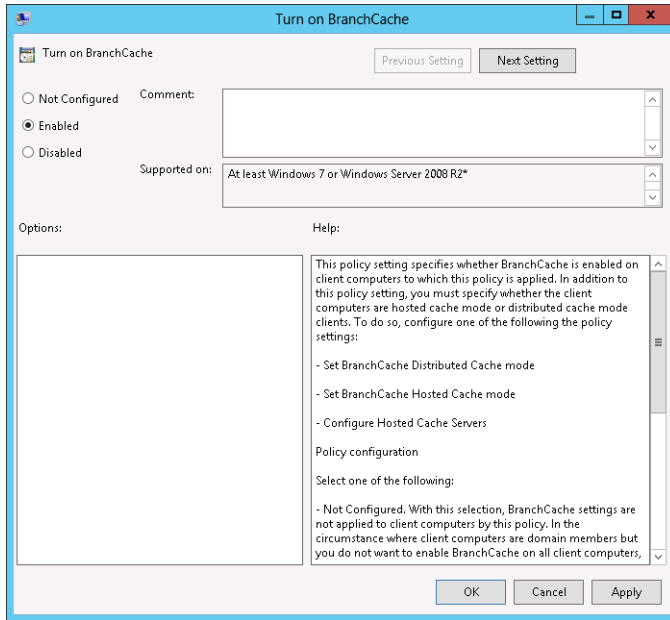 Turn on BranchCache
Turn on BranchCache
Previous Setting
Next Setting
Not Configured
Comment:
Enabled
Disabled
Supported on:
At least Windows 7 or Windows Server 2008 R2*
Options:
Help:
This policy setting specifies whether BranchCache is enabled on
client computers to which this policy is applied. In addition to
this policy setting, you must specify whether the client
computers are hosted cache mode or distributed cache mode
clients. To do so, configure one of the following the policy
settings:
- Set BranchCache Distributed Cache mode
- Set BranchCache Hosted Cache mode
- Configure Hosted Cache Servers
Policy configuration
Select one of the following:
- Not Configured. With this selection, BranchCache settings are
not applied to client computers by this policy. In the
circumstance where client computers are domain members but
you do not want to enable BranchCache on all client computers,
OK
Cancel
Apply